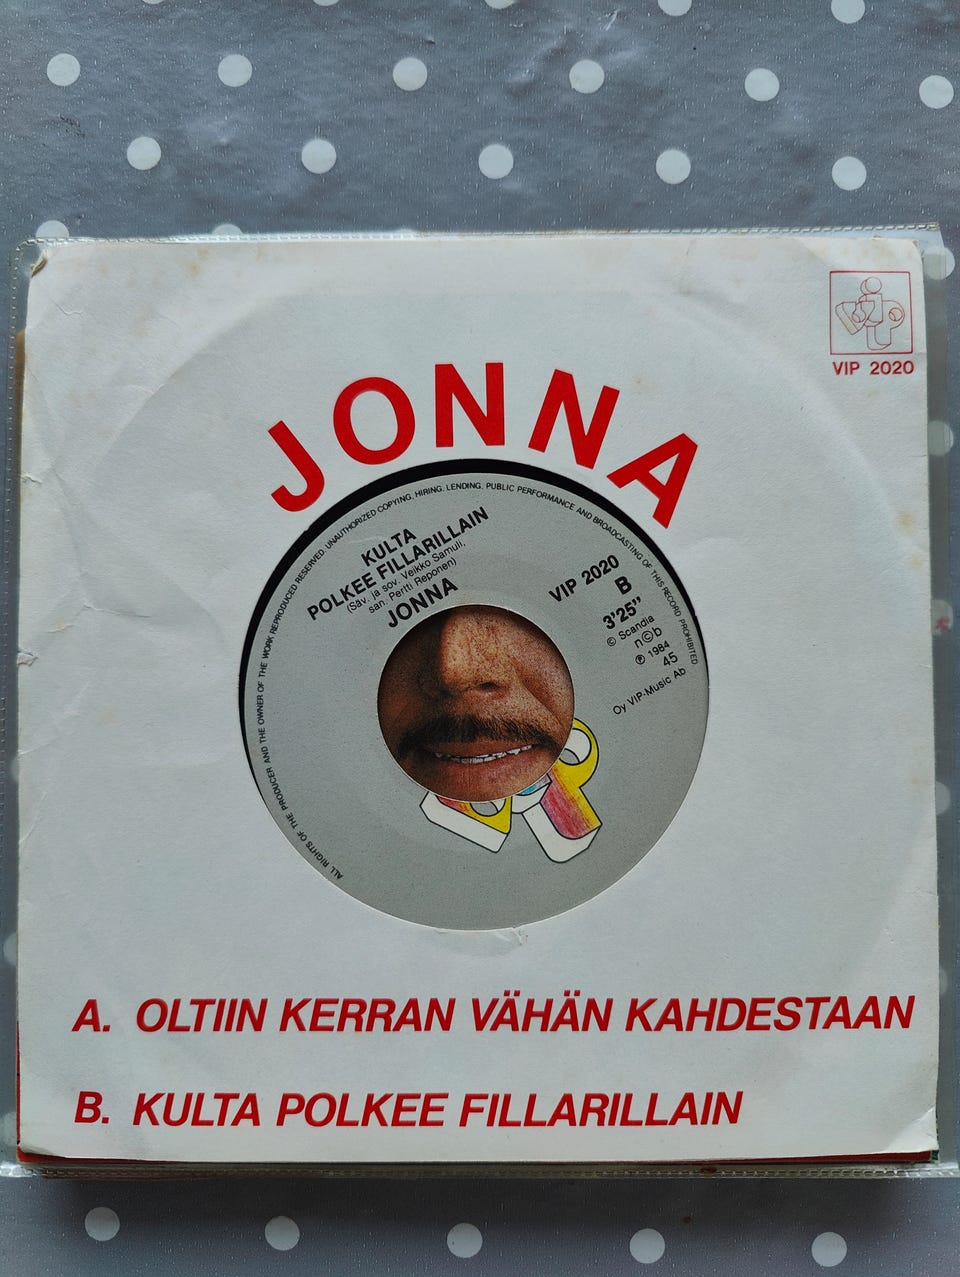 VIP 2020
JONNA
ALL RIGHTS OF THE PRODUCER AND THE OWNER OF THE WORK REPRODUCED RESERVED. UNAUTHORIZED COPYING, HIRING, LENDING, PUBLIC PERFORMANCE AND BROADCASTING OF THIS RECORD PROHIBITED
KULTA
POLKEE FILLARILLAIN
(Säv. ja sov. Veikko Samuli,
san. Pertti Reponen)
JONNA
VIP 2020
B
3'25"
© Scandia
n©b
℗ 1984
45
Oy VIP-Music Ab
A. OLTIIN KERRAN VÄHÄN KAHDESTAAN
B. KULTA POLKEE FILLARILLAIN